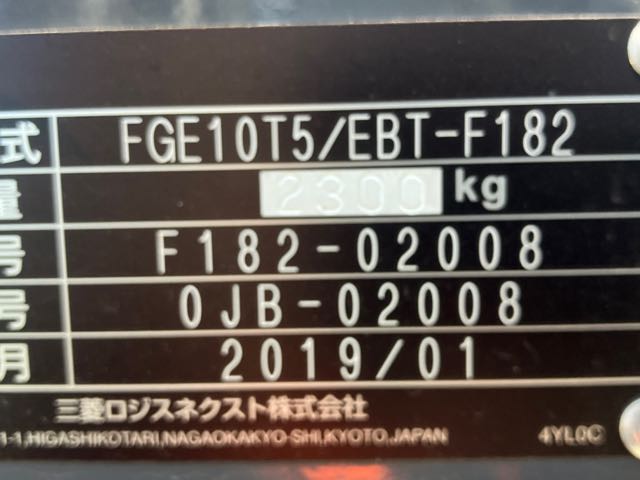 式 FGE10T5/EBT-F182
量 2300 kg
号 F182-02008
号 0JB-02008
月 2019/01
三菱ロジスネクスト株式会社
1-1,HIGASHIKOTARI,NAGAOKAKYO-SHI,KYOTO,JAPAN 4YL0C